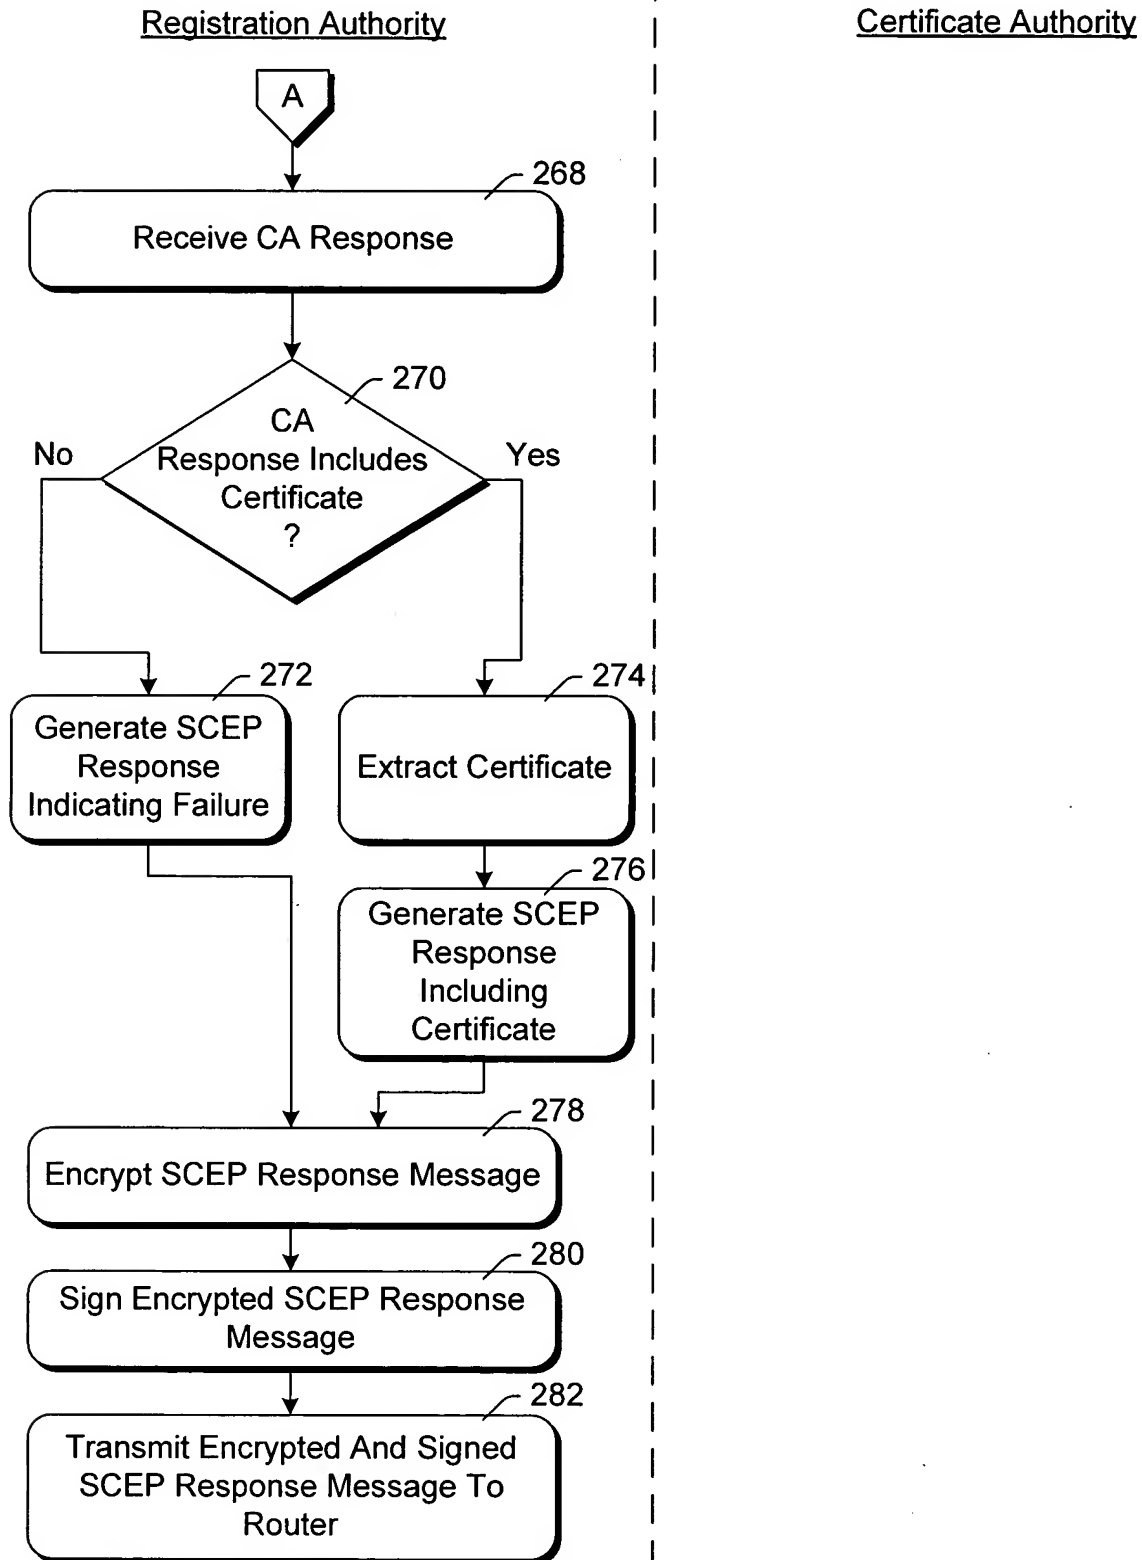 Registration Authority
Certificate Authority
A
268
Receive CA Response
270
CA
Response Includes
Certificate
?
No
Yes
272
Generate SCEP
Response
Indicating Failure
274
Extract Certificate
276
Generate SCEP
Response
Including
Certificate
278
Encrypt SCEP Response Message
280
Sign Encrypted SCEP Response
Message
282
Transmit Encrypted And Signed
SCEP Response Message To
Router